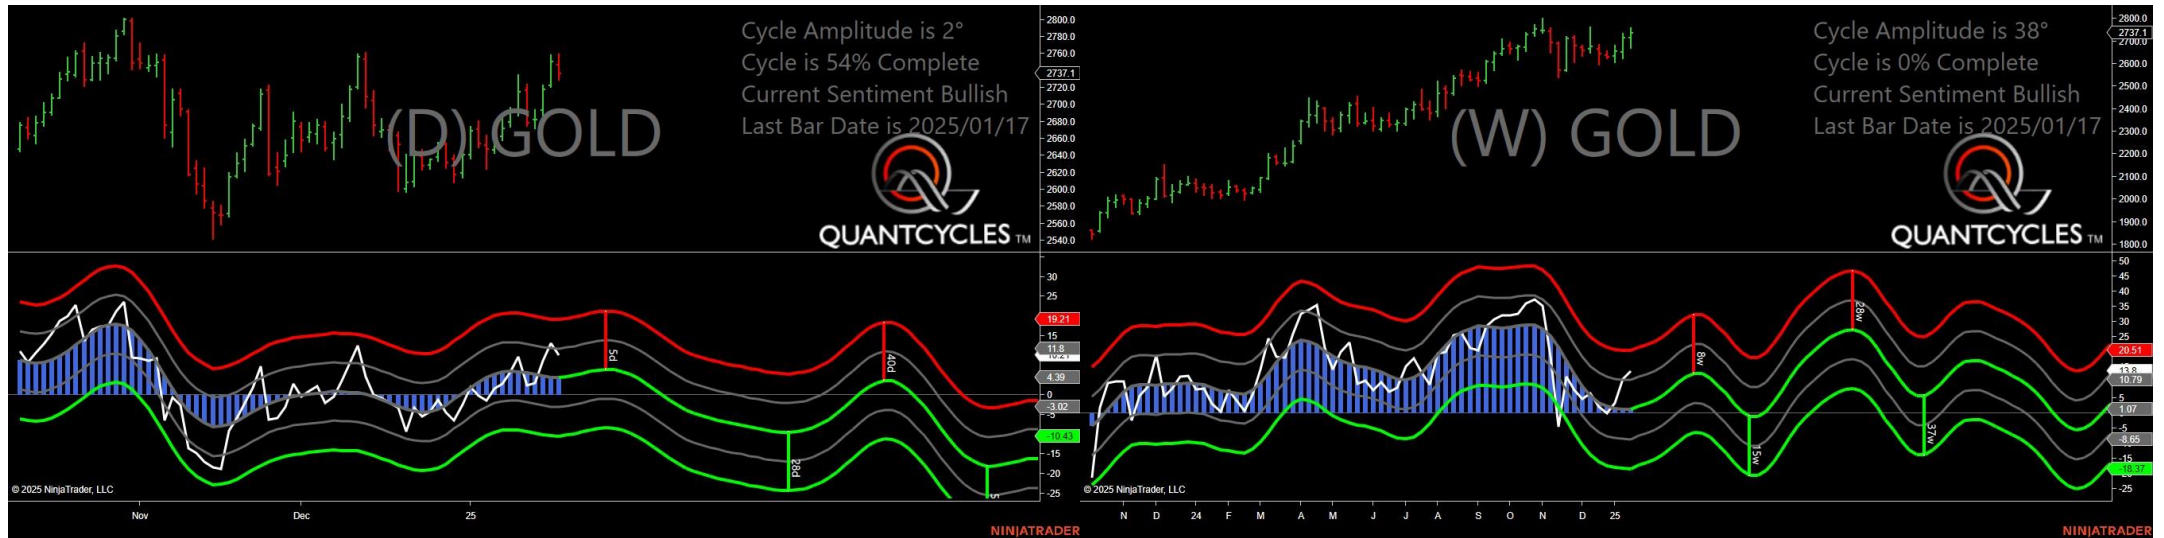 Cycle Amplitude is 2°
Cycle is 54% Complete
Current Sentiment Bullish
Last Bar Date is 2025/01/17
(D) GOLD
QUANTCYCLES TM
2800.0
2780.0
2760.0
2737.1
2720.0
2700.0
2680.0
2660.0
2640.0
2620.0
2600.0
2580.0
2560.0
2540.0
30
25
19.21
15
11.8
4.39
0
-3.02
-5
-10.43
-15
-20
-25
5d
28d
40d
5
© 2025 NinjaTrader, LLC
Nov
Dec
25
NINJATRADER
Cycle Amplitude is 38°
Cycle is 0% Complete
Current Sentiment Bullish
Last Bar Date is 2025/01/17
(W) GOLD
QUANTCYCLES TM
2800.0
2737.1
2700.0
2600.0
2500.0
2400.0
2300.0
2200.0
2100.0
2000.0
1900.0
1800.0
50
45
40
35
30
25
20.51
13.8
10.79
5
1.07
-5
-8.65
-15
-18.37
-25
8w
15w
28w
37w
© 2025 NinjaTrader, LLC
N D 24 F M A M J J A S O N D 25
NINJATRADER